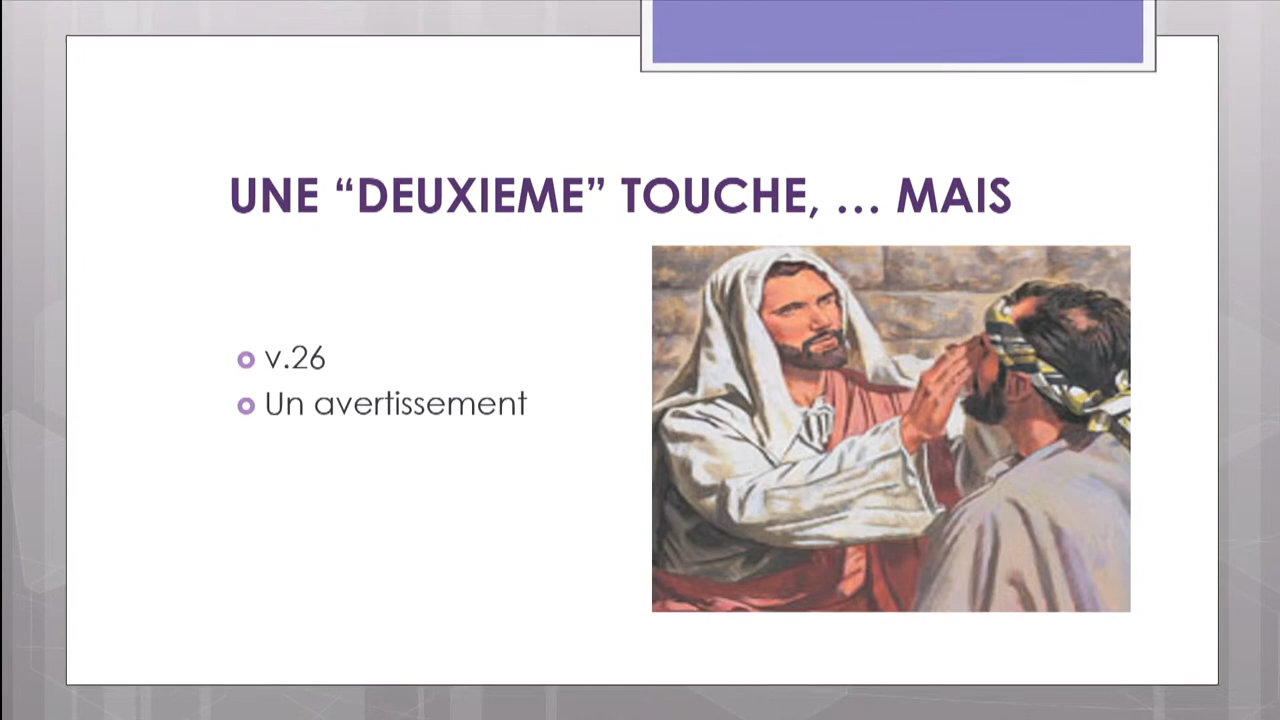 UNE “DEUXIEME” TOUCHE, … MAIS
v.26
Un avertissement